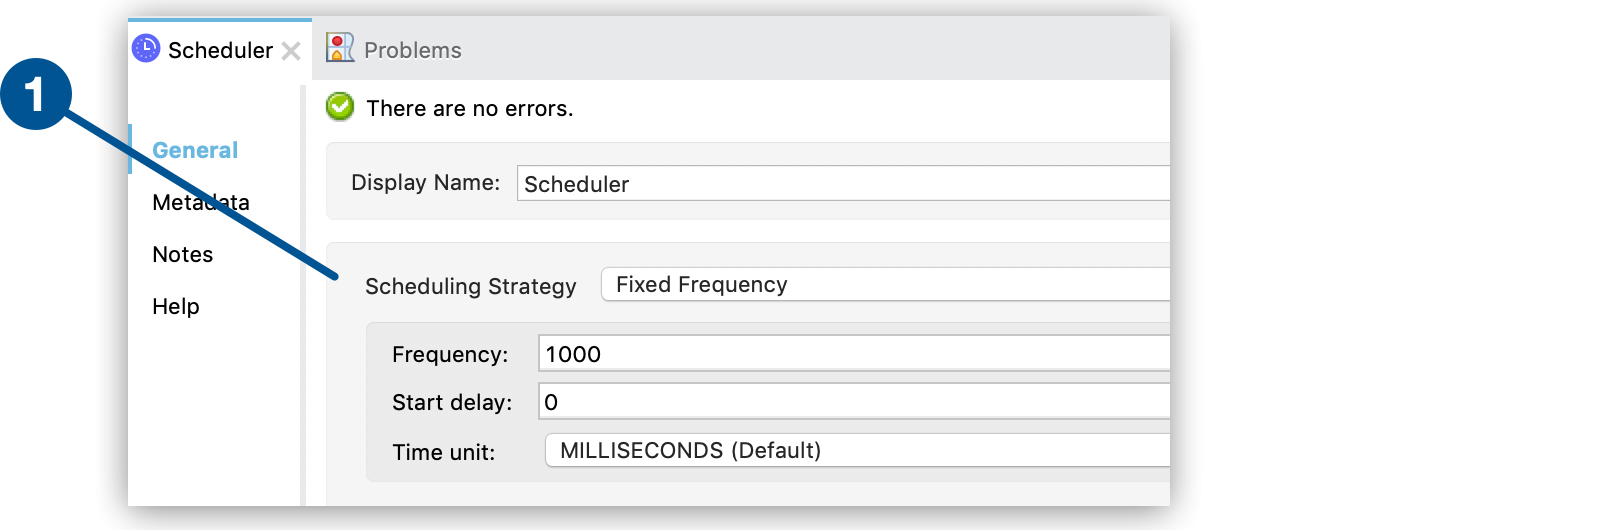 Scheduler
Problems
1
There are no errors.
General
Display Name: Scheduler
Metadata
Notes
Scheduling Strategy Fixed Frequency
Help
Frequency: 1000
Start delay: 0
Time unit: MILLISECONDS (Default)